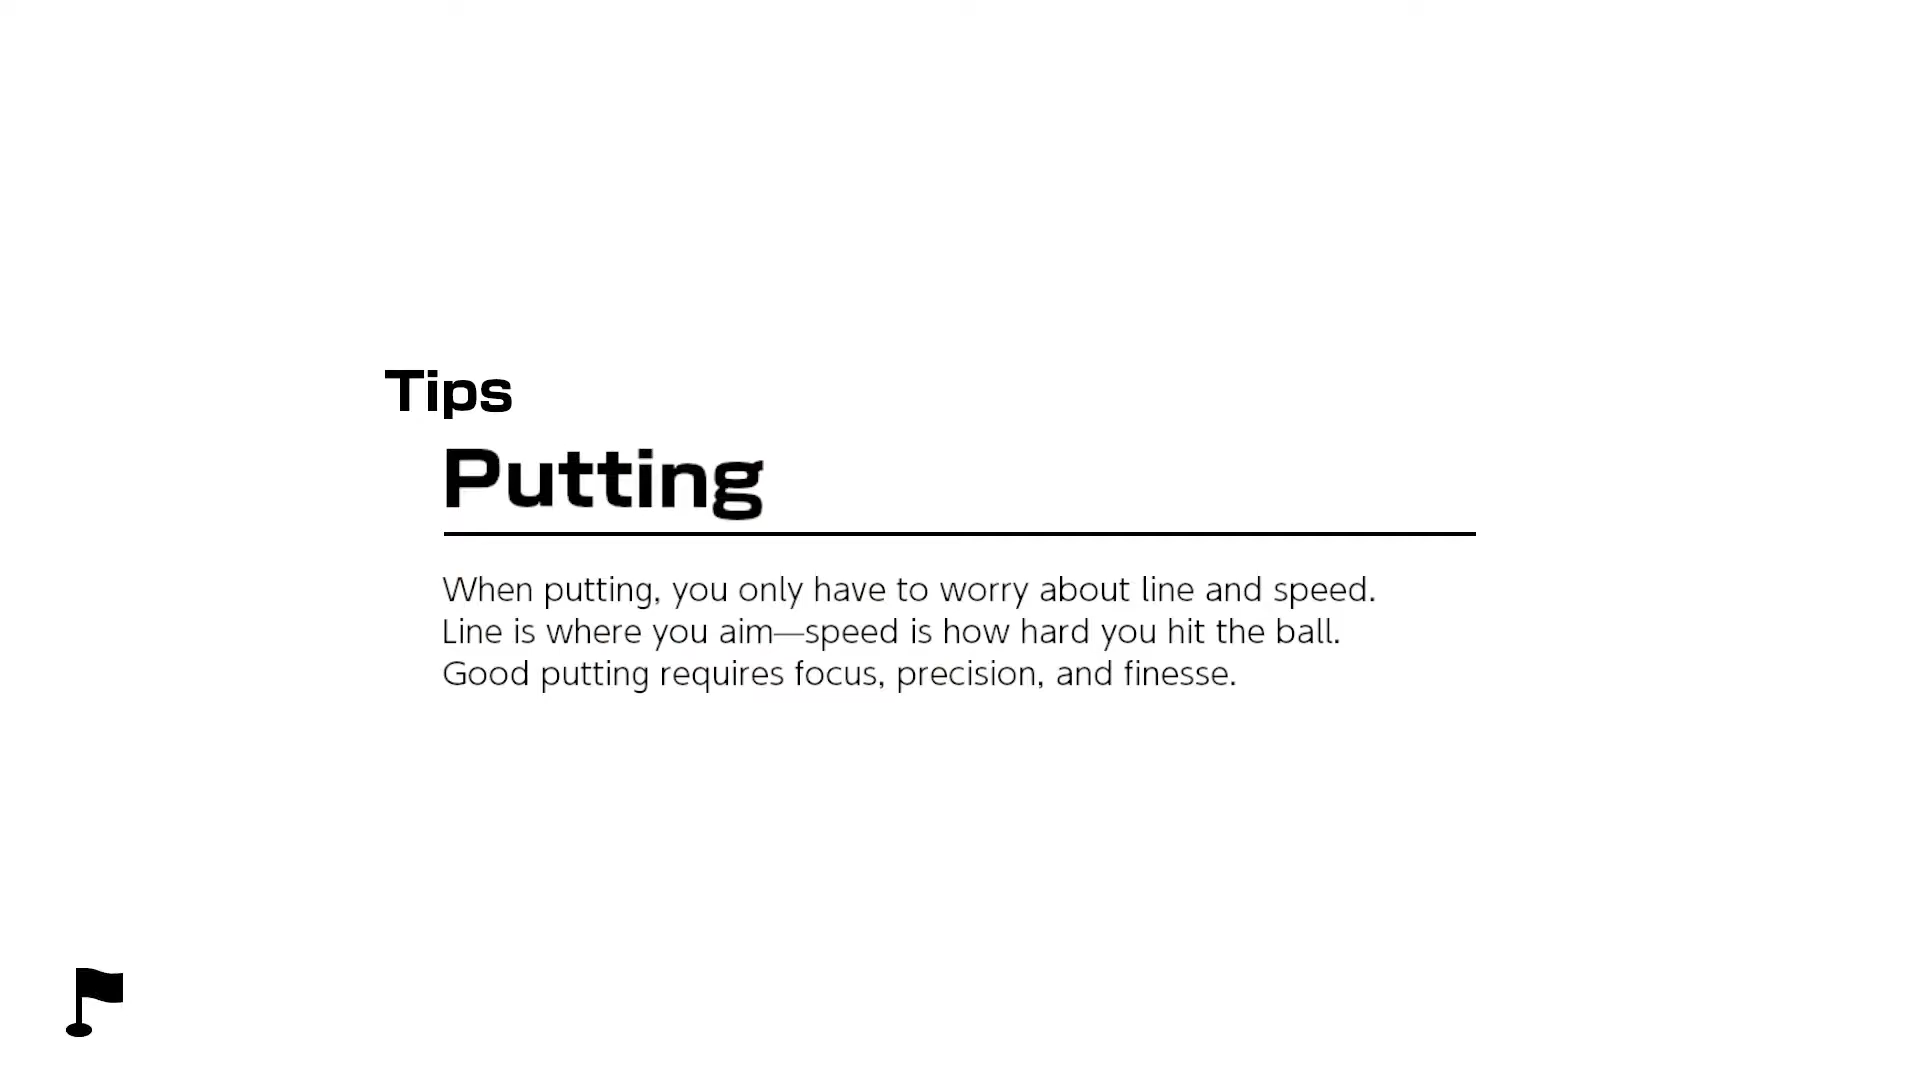 Tips
Putting
When putting, you only have to worry about line and speed.
Line is where you aim—speed is how hard you hit the ball.
Good putting requires focus, precision, and finesse.